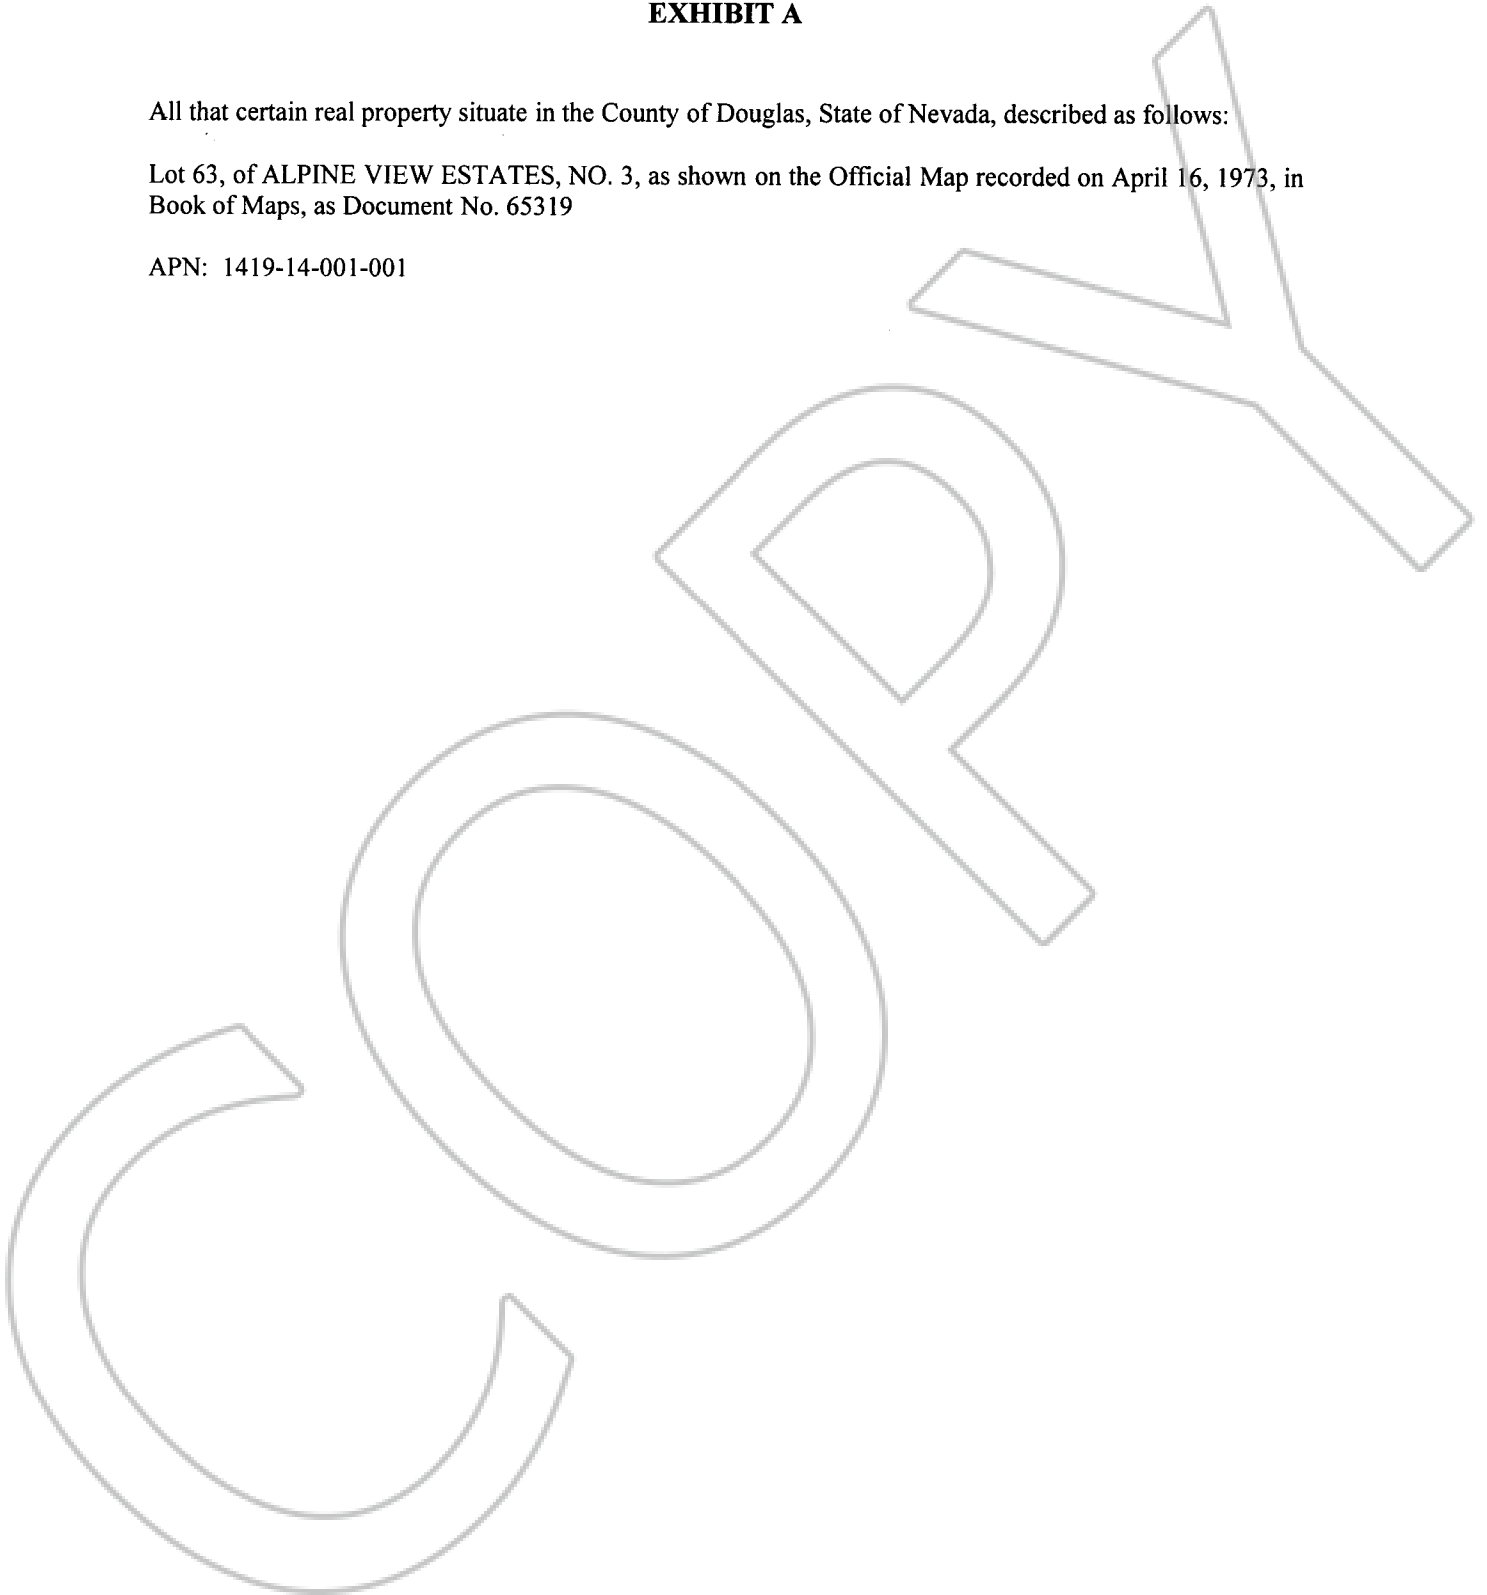 EXHIBIT A
All that certain real property situate in the County of Douglas, State of Nevada, described as follows:
Lot 63, of ALPINE VIEW ESTATES, NO. 3, as shown on the Official Map recorded on April 16, 1973, in
Book of Maps, as Document No. 65319
APN: 1419-14-001-001
COPY